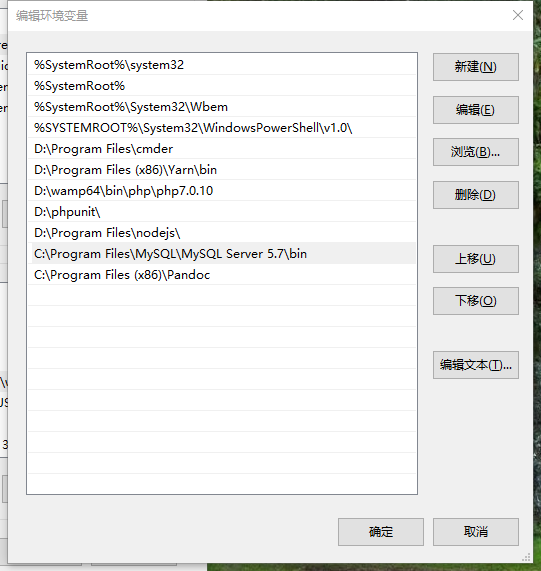 编辑环境变量
%SystemRoot%\system32
%SystemRoot%
%SystemRoot%\System32\Wbem
%SYSTEMROOT%\System32\WindowsPowerShell\v1.0\
D:\Program Files\cmder
D:\Program Files (x86)\Yarn\bin
D:\wamp64\bin\php\php7.0.10
D:\phpunit\
D:\Program Files\nodejs\
C:\Program Files\MySQL\MySQL Server 5.7\bin
C:\Program Files (x86)\Pandoc
新建(N)
编辑(E)
浏览(B)...
删除(D)
上移(U)
下移(O)
编辑文本(T)...
确定
取消